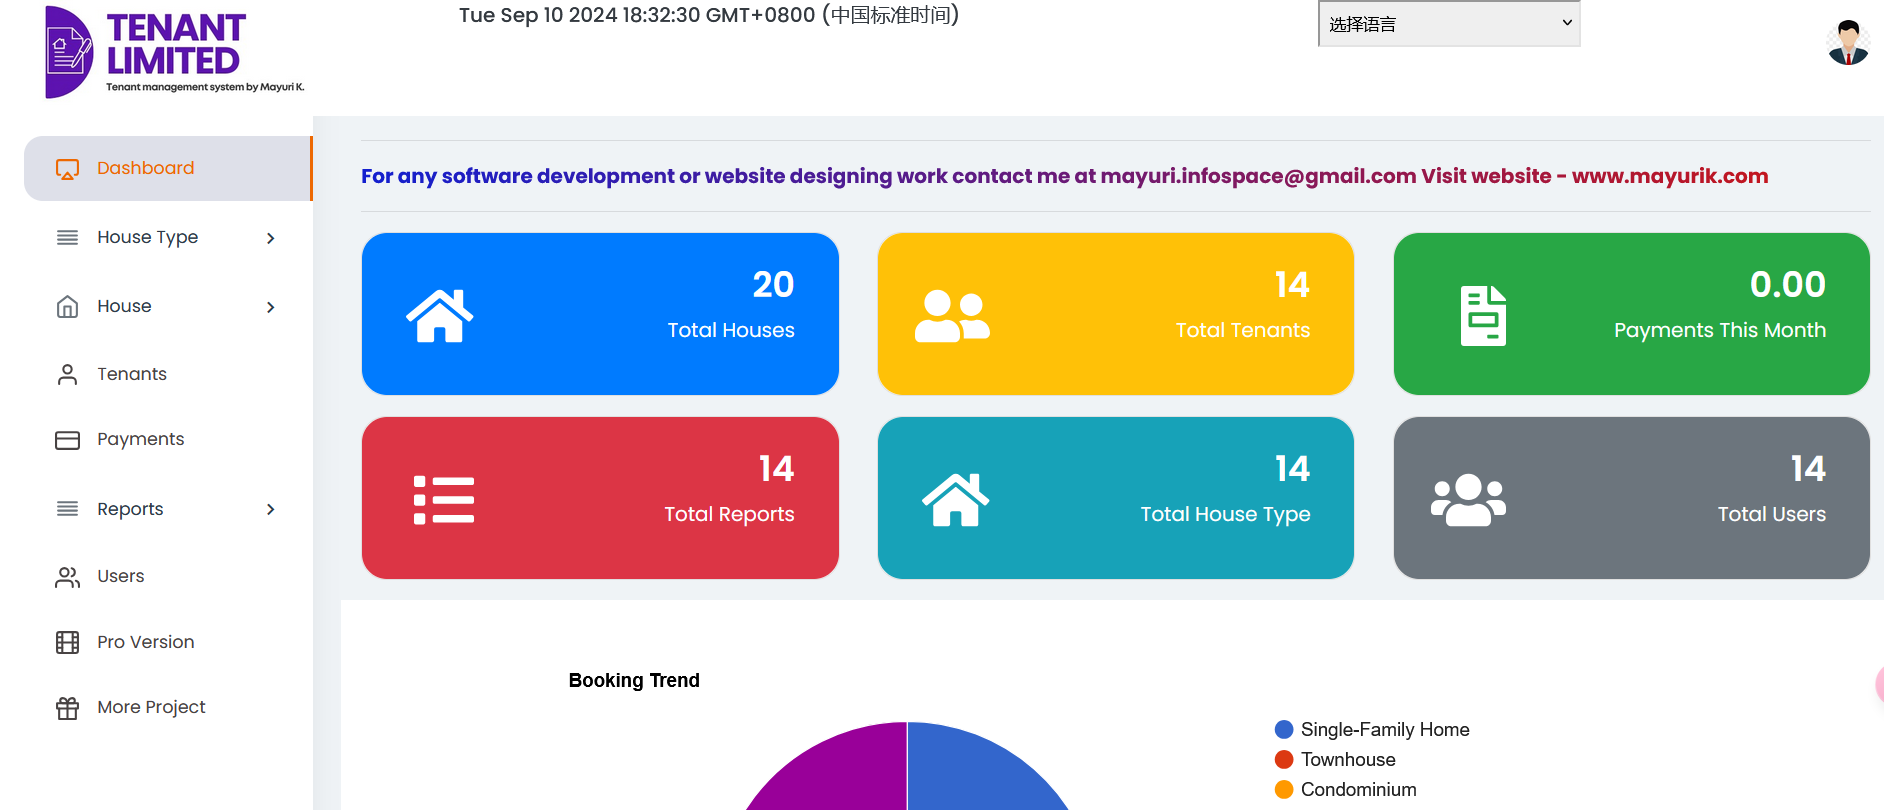 TENANT
LIMITED
Tenant management system by Mayuri K.
Tue Sep 10 2024 18:32:30 GMT+0800 (中国标准时间)
选择语言
Dashboard
House Type
House
Tenants
Payments
Reports
Users
Pro Version
More Project
For any software development or website designing work contact me at mayuri.infospace@gmail.com Visit website - www.mayurik.com
20
Total Houses
14
Total Tenants
0.00
Payments This Month
14
Total Reports
14
Total House Type
14
Total Users
Booking Trend
Single-Family Home
Townhouse
Condominium